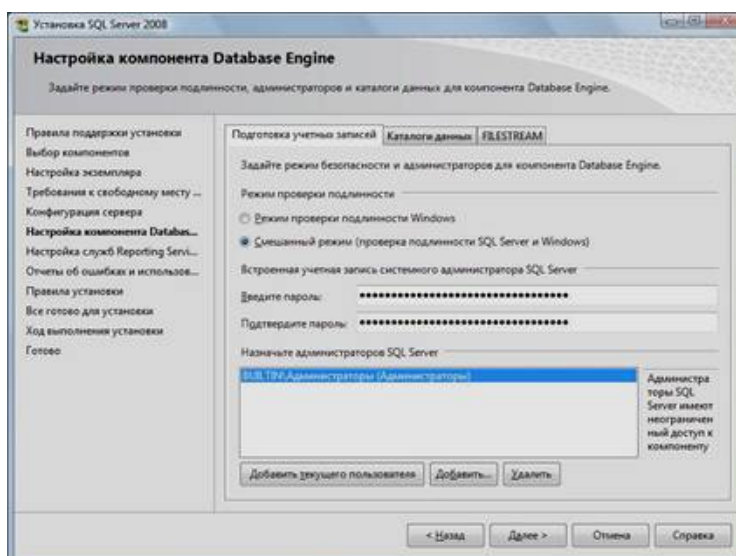 Установка SQL Server 2008
Настройка компонента Database Engine
Задайте режим проверки подлинности, администраторов и каталоги данных для компонента Database Engine.
Правила поддержки установки
Выбор компонентов
Настройка экземпляра
Требования к свободному месту ...
Конфигурация сервера
Настройка компонента Databas...
Настройка служб Reporting Servi...
Отчеты об ошибках и использов...
Правила установки
Все готово для установки
Ход выполнения установки
Готово
Подготовка учетных записей
Каталоги данных
FILESTREAM
Задайте режим безопасности и администраторов для компонента Database Engine.
Режим проверки подлинности
Режим проверки подлинности Windows
Смешанный режим (проверка подлинности SQL Server и Windows)
Встроенная учетная запись системного администратора SQL Server
Введите пароль:
Подтвердите пароль:
Назначьте администраторов SQL Server
BUILTIN\Администраторы (Администраторы)
Администра
торы SQL
Server имеют
неограничен
ный доступ к
компоненту
Добавить текущего пользователя
Добавить...
Удалить
< Назад
Далее >
Отмена
Справка